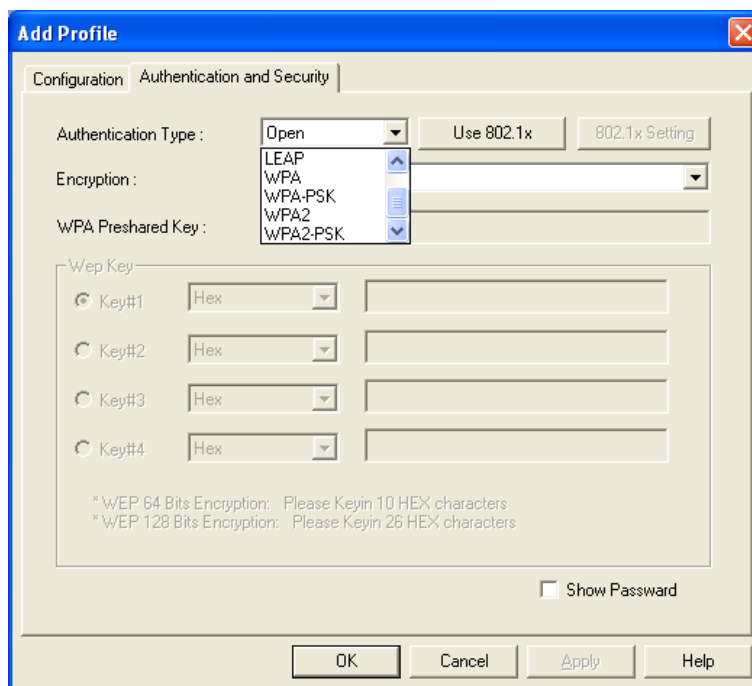 Add Profile
Configuration
Authentication and Security
Authentication Type :
Open
Use 802.1x
802.1x Setting
LEAP
WPA
WPA-PSK
WPA2
WPA2-PSK
Encryption :
WPA Preshared Key :
Wep Key
Key#1
Hex
Key#2
Hex
Key#3
Hex
Key#4
Hex
* WEP 64 Bits Encryption: Please Keyin 10 HEX characters
* WEP 128 Bits Encryption: Please Keyin 26 HEX characters
Show Passward
OK
Cancel
Apply
Help